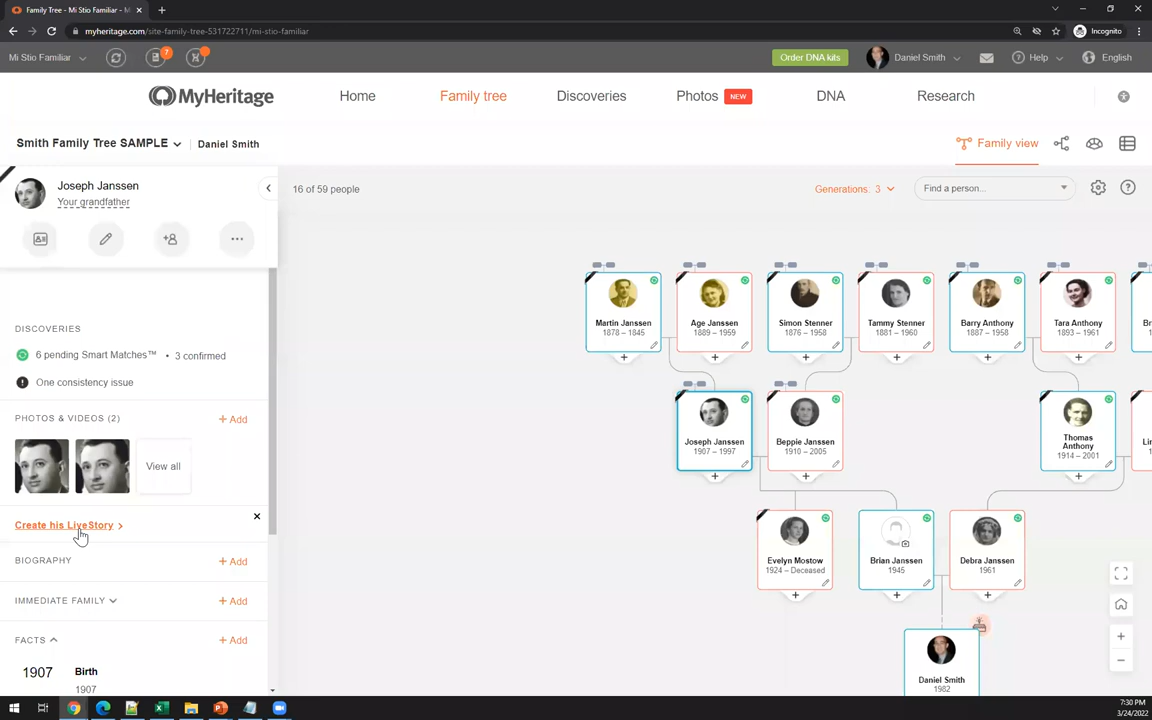 Family Tree - Mi Stio Familiar - M
myheritage.com/site-family-tree-531722711/mi-stio-familiar
Incognito
Mi Stio Familiar
7
Order DNA kits
Daniel Smith
Help
English
MyHeritage
Home
Family tree
Discoveries
Photos NEW
DNA
Research
Smith Family Tree SAMPLE
Daniel Smith
Family view
Joseph Janssen
Your grandfather
16 of 59 people
Generations: 3
Find a person...
DISCOVERIES
6 pending Smart Matches™ • 3 confirmed
One consistency issue
PHOTOS & VIDEOS (2)
+ Add
View all
Create his LiveStory >
BIOGRAPHY
+ Add
IMMEDIATE FAMILY
+ Add
FACTS
+ Add
1907 Birth
1907
Martin Janssen
1878 – 1845
Age Janssen
1889 – 1959
Simon Stenner
1876 – 1958
Tammy Stenner
1881 – 1960
Barry Anthony
1887 – 1958
Tara Anthony
1893 – 1961
Br
Joseph Janssen
1907 – 1997
Beppie Janssen
1910 – 2005
Thomas
Anthony
1914 – 2001
Lin
Evelyn Mostow
1924 – Deceased
Brian Janssen
1945
Debra Janssen
1961
Daniel Smith
1982
7:30 PM
3/24/2022